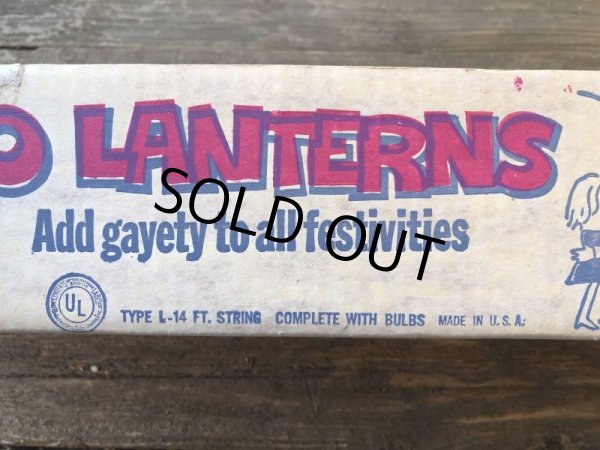 O LANTERNS
Add gayety to all festivities
SOLD OUT
UL
TYPE L-14 FT. STRING COMPLETE WITH BULBS MADE IN U.S.A.